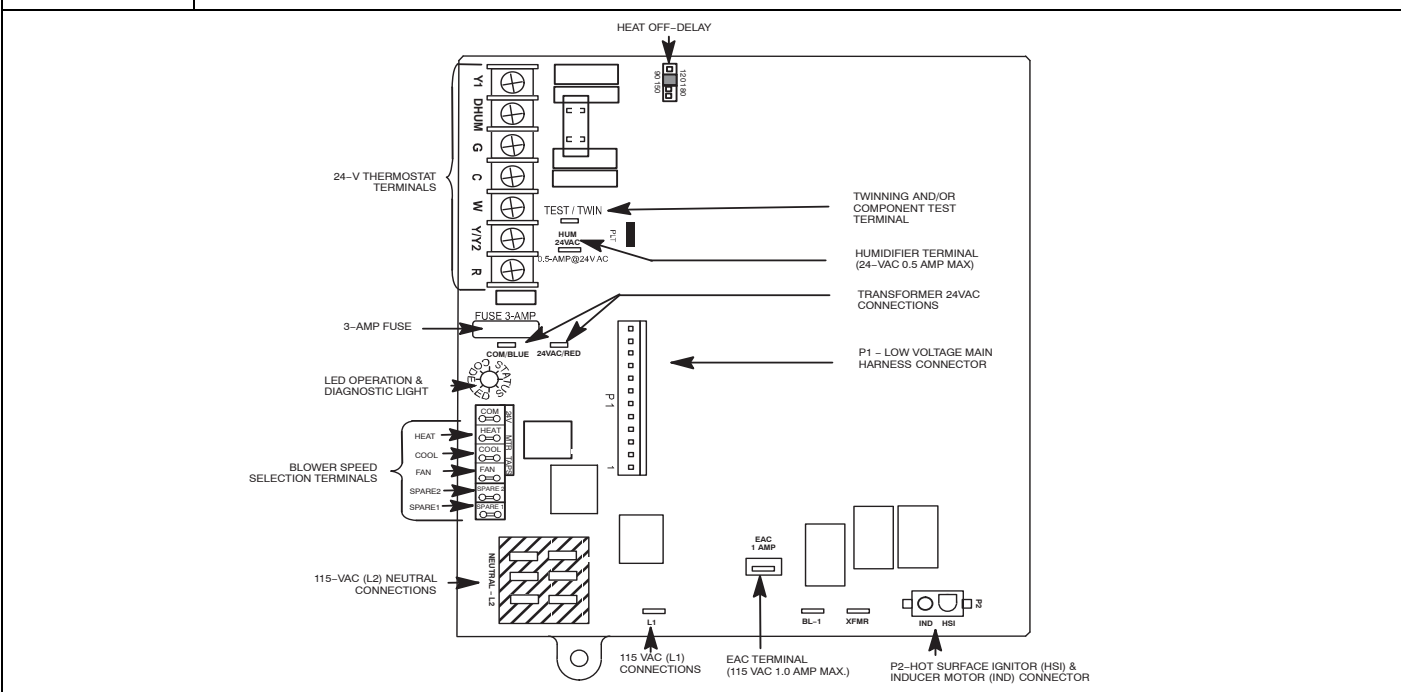 HEAT OFF–DELAY
120180
90150
Y1
DHUM
G
C
W
Y/Y2
R
24–V THERMOSTAT
TERMINALS
TEST / TWIN
HUM
24VAC
0.5-AMP@24V AC
PLT
TWINNING AND/OR
COMPONENT TEST
TERMINAL
HUMIDIFIER TERMINAL
(24–VAC 0.5 AMP MAX)
TRANSFORMER 24VAC
CONNECTIONS
FUSE 3-AMP
3–AMP FUSE
COM/BLUE
24VAC/RED
P1 – LOW VOLTAGE MAIN
HARNESS CONNECTOR
STATUS
CODE
LED
LED OPERATION &
DIAGNOSTIC LIGHT
P1
1
COM
24V
HEAT
COOL
FAN
SPARE 2
SPARE 1
MTR TAPS
HEAT
COOL
FAN
SPARE2
SPARE1
BLOWER SPEED
SELECTION TERMINALS
NEUTRAL – L2
115–VAC (L2) NEUTRAL
CONNECTIONS
L1
115 VAC (L1)
CONNECTIONS
EAC
1 AMP
EAC TERMINAL
(115 VAC 1.0 AMP MAX.)
BL–1
XFMR
IND
HSI
P2
P2–HOT SURFACE IGNITOR (HSI) &
INDUCER MOTOR (IND) CONNECTOR